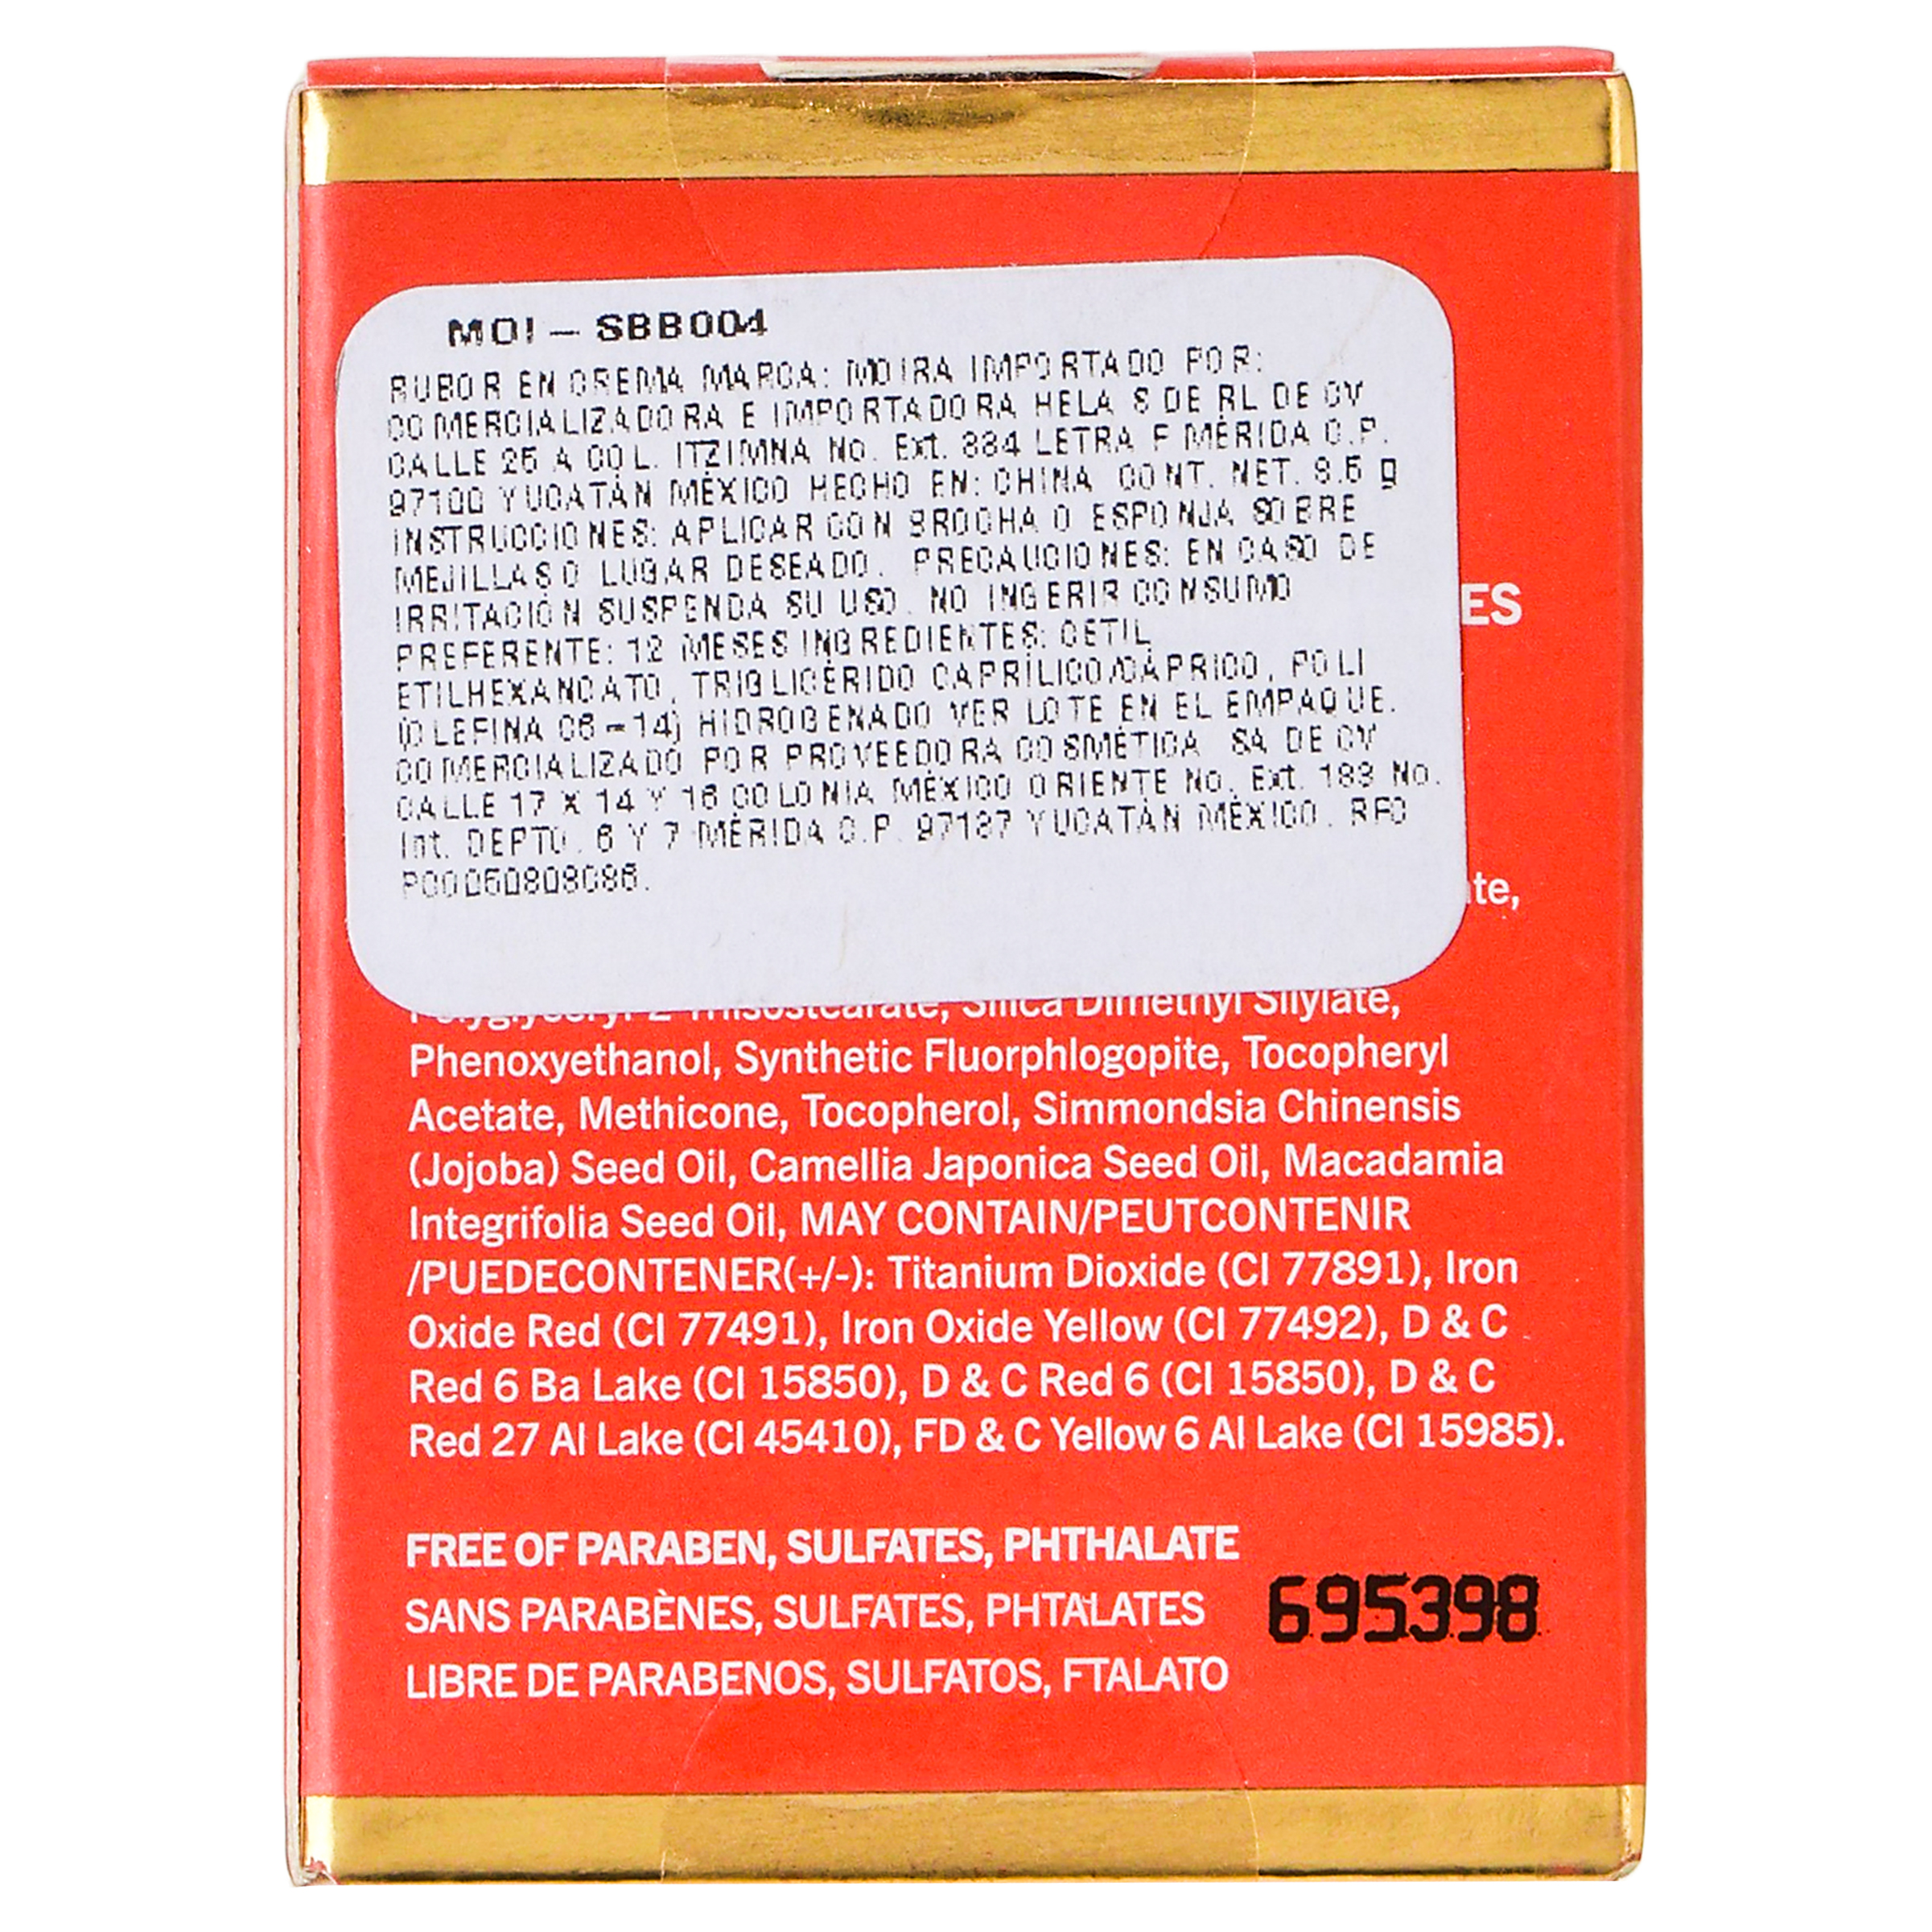 MOI - SBB004
RUBOR EN CREMA MARCA: MOIRA IMPORTADO POR:
COMERCIALIZADORA E IMPORTADORA HELA S DE RL DE CV
CALLE 25 A COL. ITZIMNA No. Ext. 334 LETRA F MÉRIDA C.P.
97100 YUCATÁN MÉXICO HECHO EN: CHINA CONT. NET. 8.5 g
INSTRUCCIONES: APLICAR CON BROCHA O ESPONJA SOBRE
MEJILLAS O LUGAR DESEADO. PRECAUCIONES: EN CASO DE
IRRITACIÓN SUSPENDA SU USO. NO INGERIR CONSUMO
PREFERENTE: 12 MESES INGREDIENTES: CETIL
ETILHEXANOATO, TRIGLICÉRIDO CAPRÍLICO/CÁPRICO, POLI
(OLEFINA C6-14) HIDROGENADO VER LOTE EN EL EMPAQUE.
COMERCIALIZADO POR PROVEEDORA COSMÉTICA SA DE CV
CALLE 17 X 14 Y 16 COLONIA MÉXICO ORIENTE No. Ext. 183 No.
Int. DEPTO. 6 Y 7 MÉRIDA C.P. 97137 YUCATÁN MÉXICO. RFC
ES
te,
Polyglyceryl-2 Triisostearate, Silica Dimethyl Silylate,
Phenoxyethanol, Synthetic Fluorphlogopite, Tocopheryl
Acetate, Methicone, Tocopherol, Simmondsia Chinensis
(Jojoba) Seed Oil, Camellia Japonica Seed Oil, Macadamia
Integrifolia Seed Oil, MAY CONTAIN/PEUTCONTENIR
/PUEDECONTENER(+/-): Titanium Dioxide (CI 77891), Iron
Oxide Red (CI 77491), Iron Oxide Yellow (CI 77492), D & C
Red 6 Ba Lake (CI 15850), D & C Red 6 (CI 15850), D & C
Red 27 Al Lake (CI 45410), FD & C Yellow 6 Al Lake (CI 15985).
FREE OF PARABEN, SULFATES, PHTHALATE
SANS PARABÈNES, SULFATES, PHTALATES
LIBRE DE PARABENOS, SULFATOS, FTALATO
695398